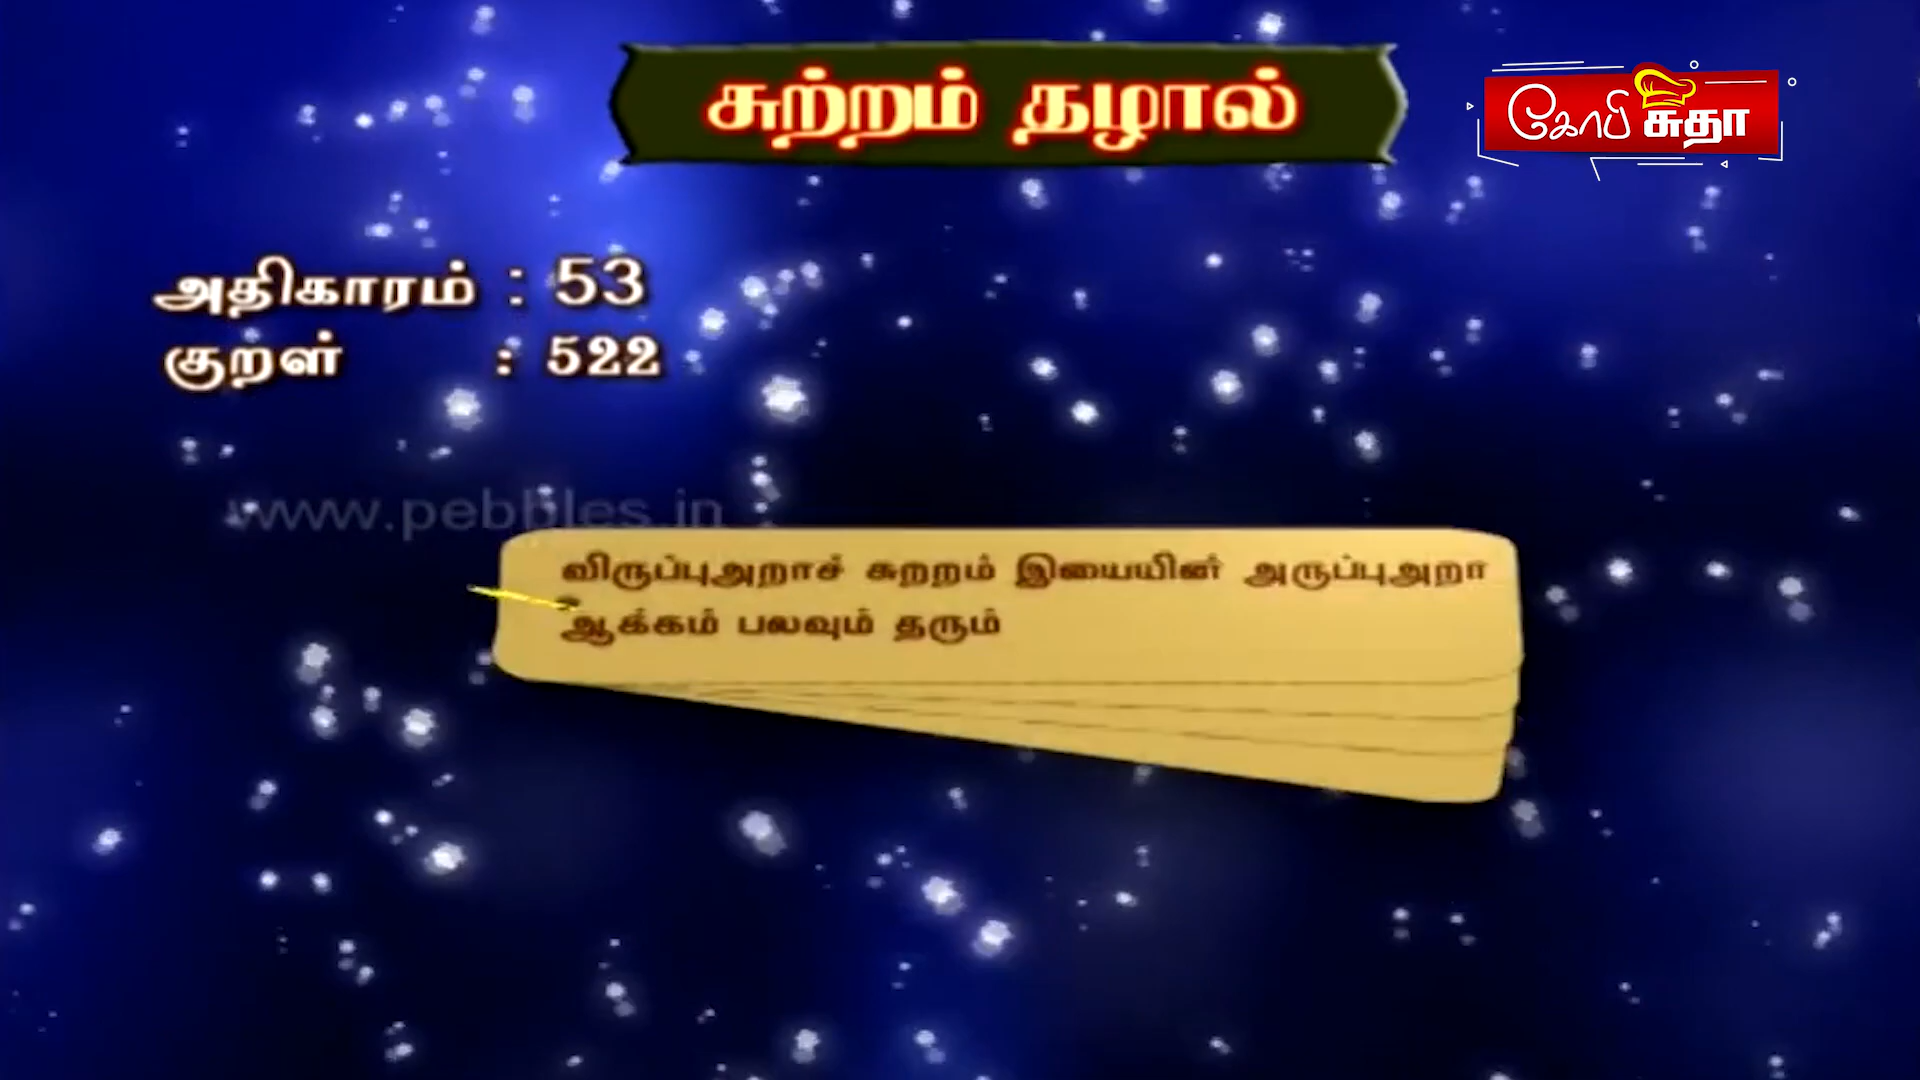 சுற்றம் தழால்
கோபி சுதா
அதிகாரம் : 53
குறள் : 522
www.pebbles.in
விருப்புஅறாச் சுற்றம் இயையின் அருப்புஅறா
ஆக்கம் பலவும் தரும்